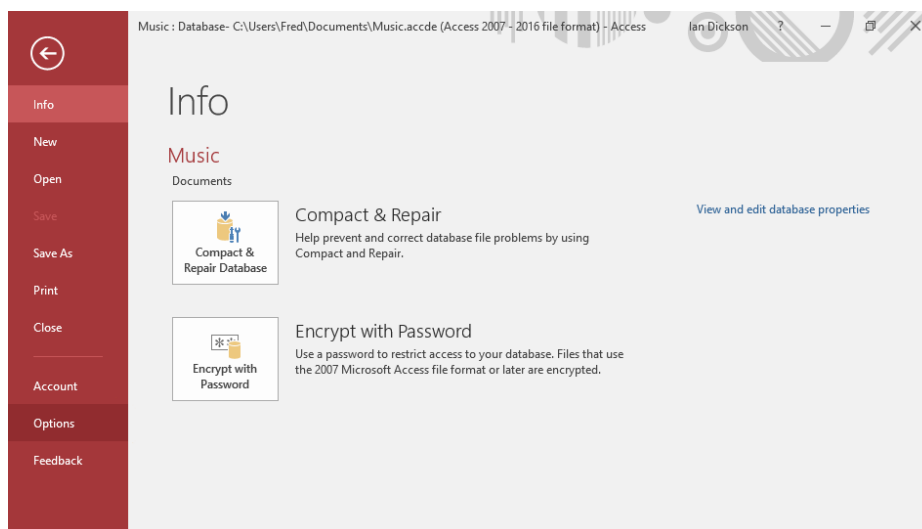 Music : Database- C:\Users\Fred\Documents\Music.accde (Access 2007 - 2016 file format) - Access
Ian Dickson
?
Info
New
Open
Save
Save As
Print
Close
Account
Options
Feedback
Info
Music
Documents
Compact &
Repair Database
Compact & Repair
Help prevent and correct database file problems by using
Compact and Repair.
View and edit database properties
Encrypt with
Password
Encrypt with Password
Use a password to restrict access to your database. Files that use
the 2007 Microsoft Access file format or later are encrypted.